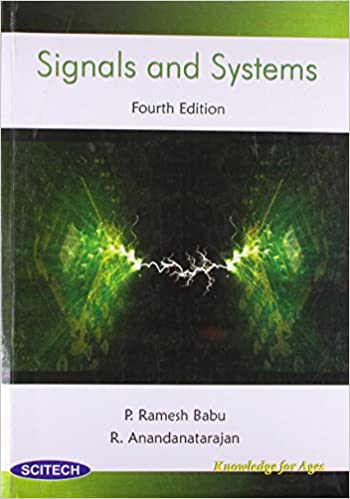 Signals and Systems
Fourth Edition
P. Ramesh Babu
R. Anandanatarajan
SCITECH
Knowledge for Ages